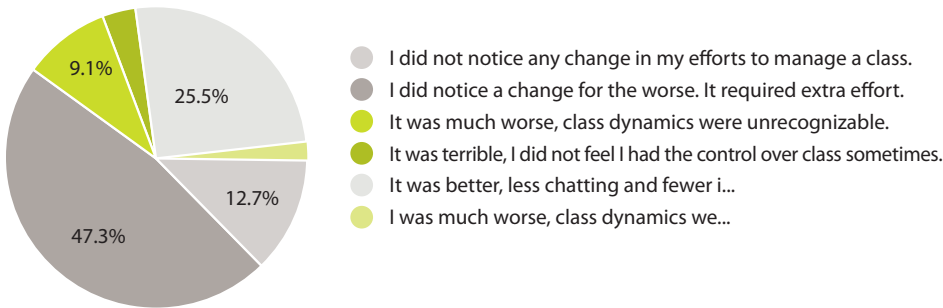 9.1%
25.5%
12.7%
47.3%
I did not notice any change in my efforts to manage a class.
I did notice a change for the worse. It required extra effort.
It was much worse, class dynamics were unrecognizable.
It was terrible, I did not feel I had the control over class sometimes.
It was better, less chatting and fewer i...
I was much worse, class dynamics we...